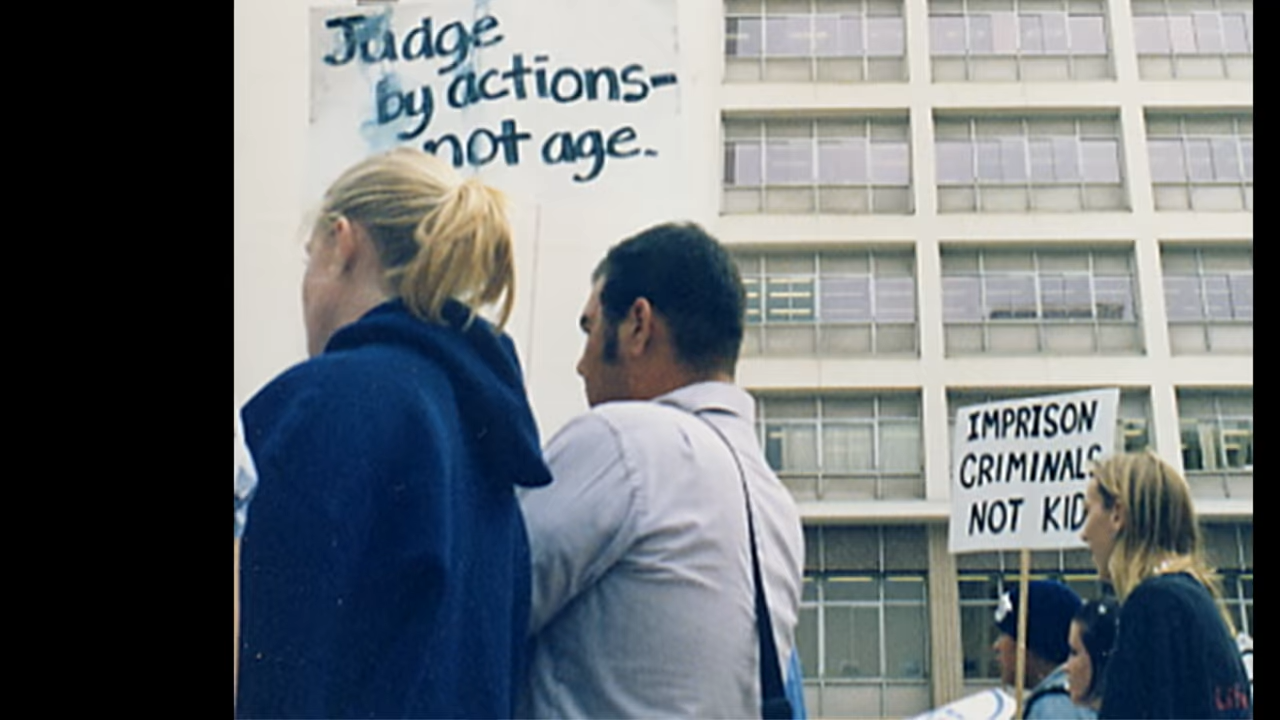 Judge
by actions-
not age.
IMPRISON
CRIMINALS
NOT KID